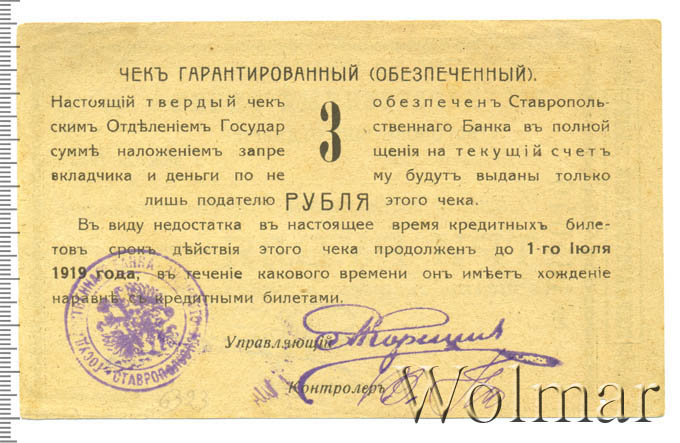 ЧЕКЪ ГАРАНТИРОВАННЫЙ (ОБЕЗПЕЧЕННЫЙ).
Настоящій твердый чекъ обезпеченъ Ставрополь-
скимъ Отдѣленіемъ Государ ственнаго Банка въ полной
суммѣ наложеніемъ запре щенія на текущій счетъ
вкладчика и деньги по не му будутъ выданы только
лишь подателю этого чека.
3
РУБЛЯ
Въ виду недостатка въ настоящее время кредитныхъ биле-
товъ срокъ дѣйствія этого чека продолженъ до 1-го Іюля
1919 года, въ теченіе какового времени онъ имѣетъ хожденіе
наравнѣ съ кредитными билетами.
Управляющій
Контролеръ
6323
Wolmar